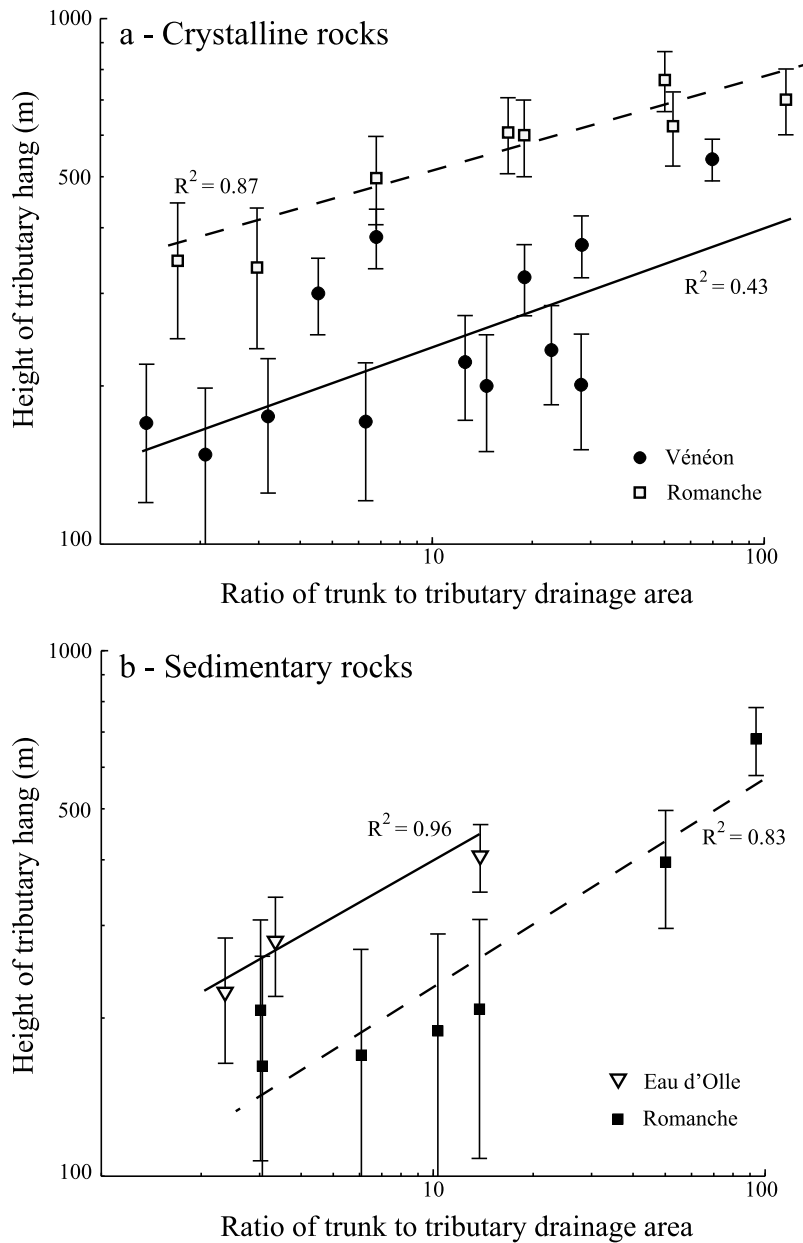 1000
a - Crystalline rocks
500
R² = 0.87
R² = 0.43
Height of tributary hang (m)
Vénéon
Romanche
100
10
100
Ratio of trunk to tributary drainage area
1000
b - Sedimentary rocks
500
R² = 0.96
R² = 0.83
Height of tributary hang (m)
Eau d'Olle
Romanche
100
10
100
Ratio of trunk to tributary drainage area